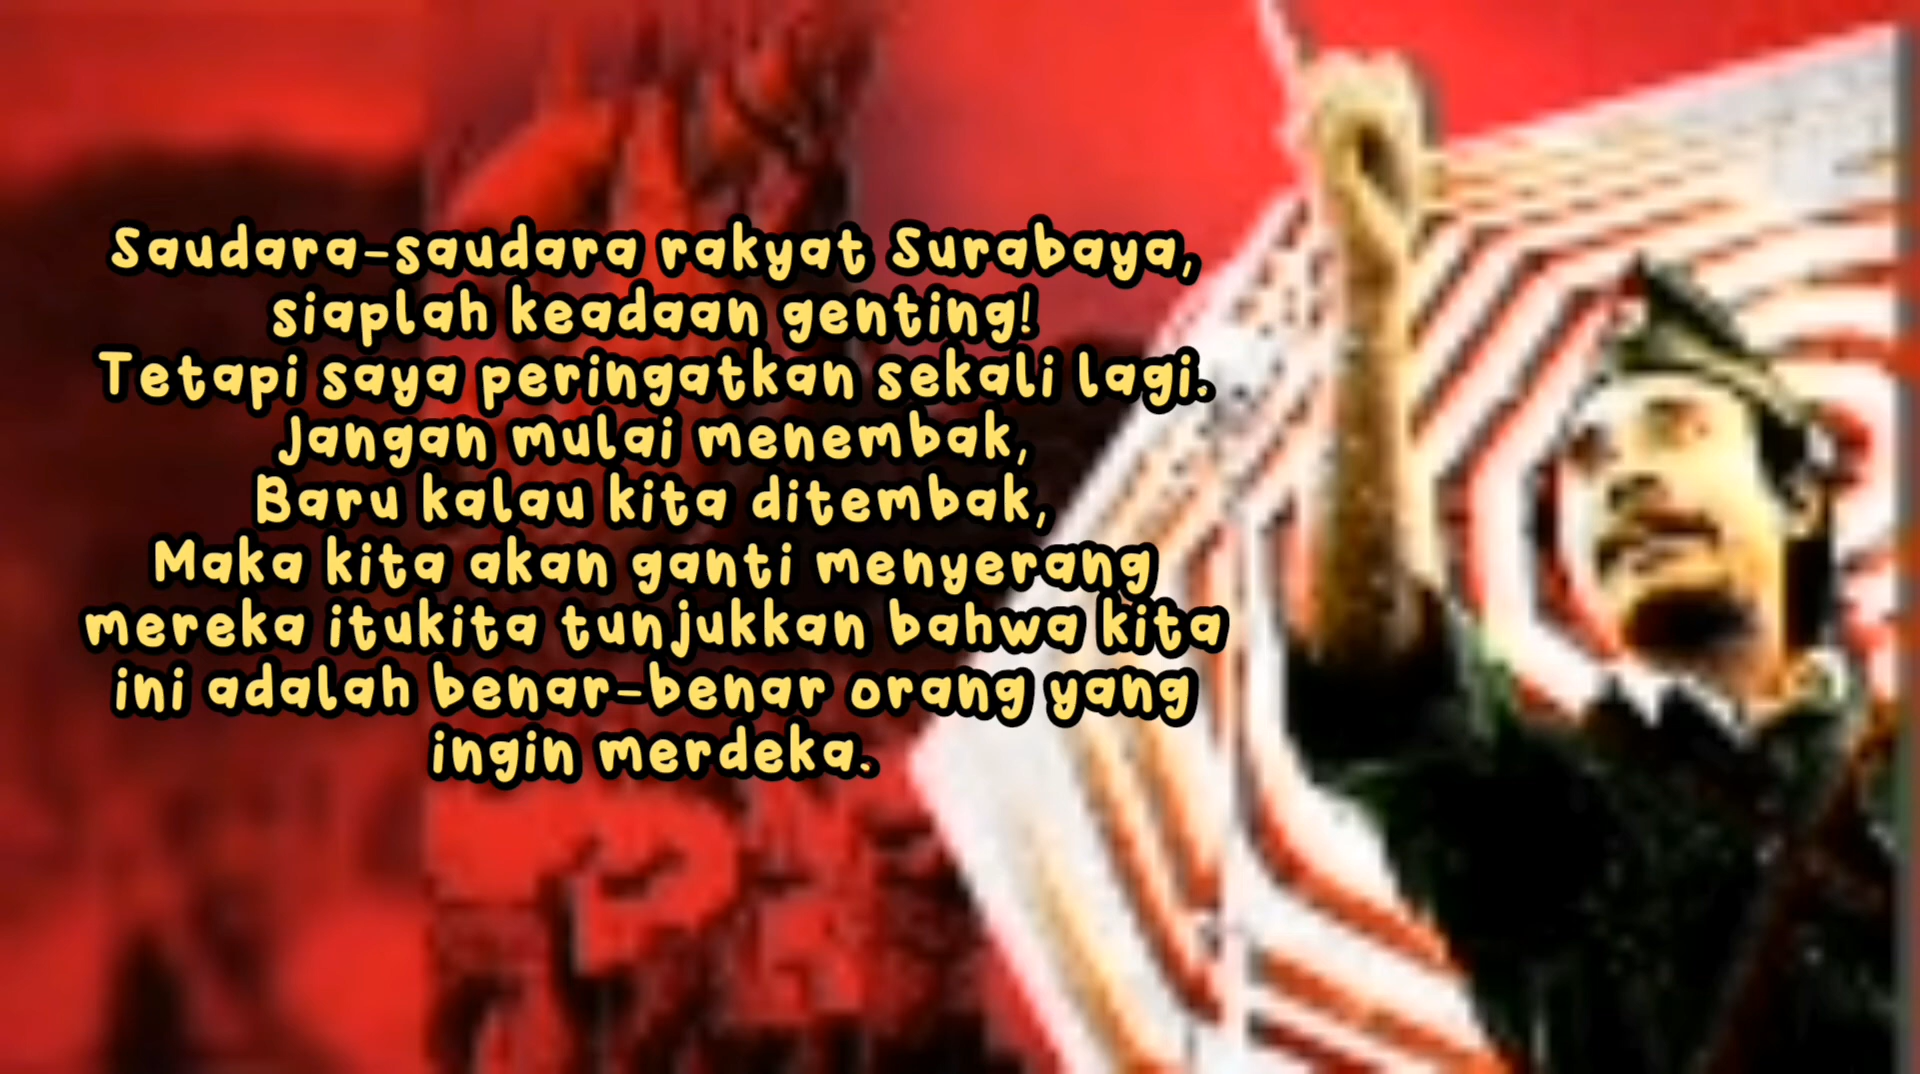 Saudara-saudara rakyat Surabaya,
siaplah keadaan genting!
Tetapi saya peringatkan sekali lagi.
Jangan mulai menembak,
Baru kalau kita ditembak,
Maka kita akan ganti menyerang
mereka itukita tunjukkan bahwa kita
ini adalah benar-benar orang yang
ingin merdeka.